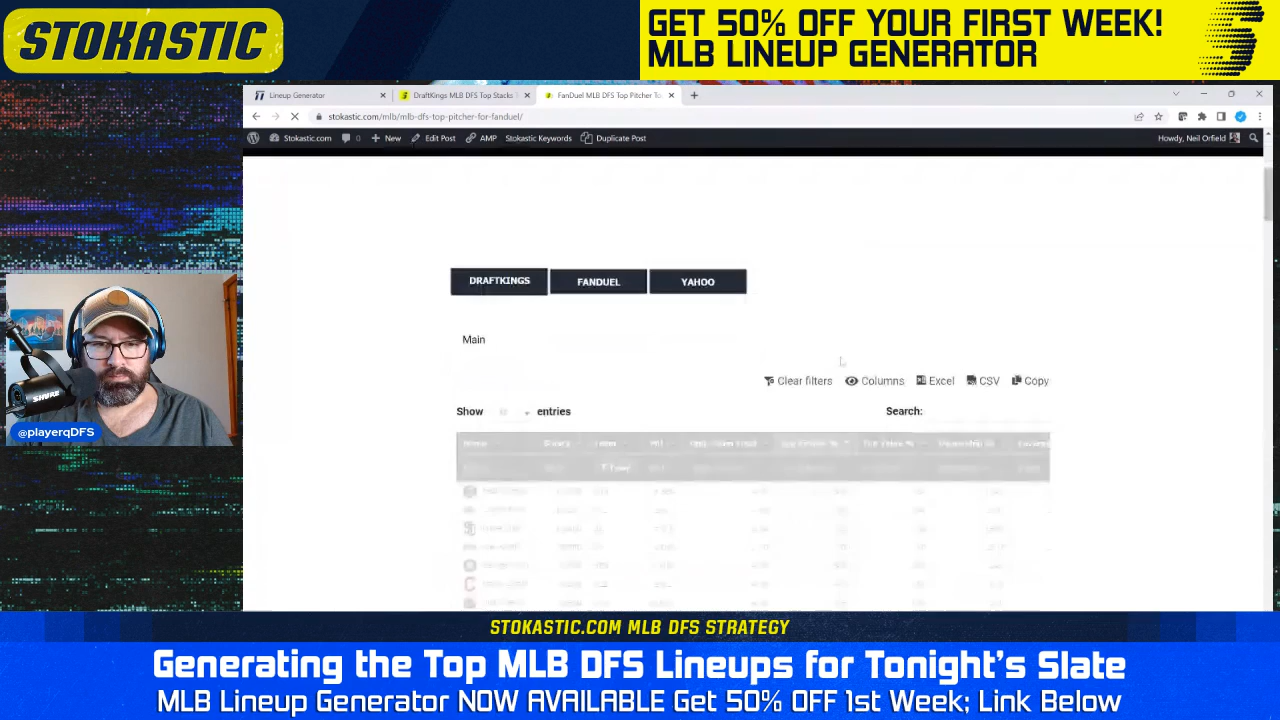 STOKASTIC
GET 50% OFF YOUR FIRST WEEK!
MLB LINEUP GENERATOR
Lineup Generator
DraftKings MLB DFS Top Stacks
FanDuel MLB DFS Top Pitcher To
stokastic.com/mlb/mlb-dfs-top-pitcher-for-fanduel/
Stokastic.com 0 New Edit Post AMP Stokastic Keywords Duplicate Post Howdy, Neil Orfield
DRAFTKINGS FANDUEL YAHOO
Main
Clear filters Columns Excel CSV Copy
Show entries Search:
SHURE
@playerqDFS
STOKASTIC.COM MLB DFS STRATEGY
Generating the Top MLB DFS Lineups for Tonight's Slate
MLB Lineup Generator NOW AVAILABLE Get 50% OFF 1st Week; Link Below